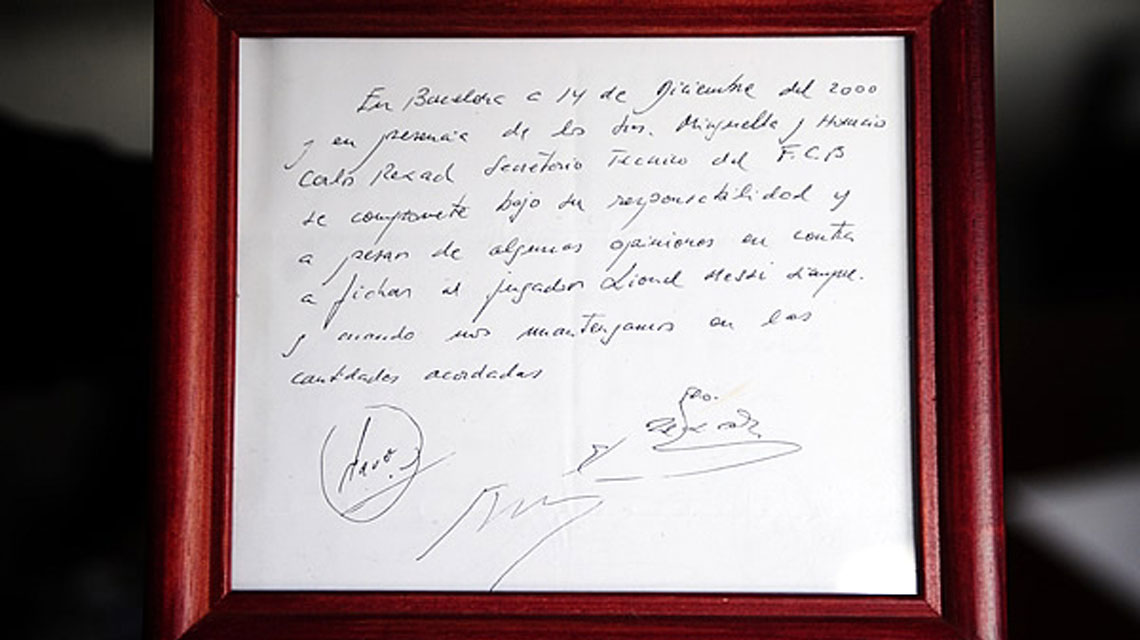 En Barcelona a 14 de Diciembre del 2000
y en presencia de los Sres. Minguella y Horacio
Carles Rexach Secretario Tecnico del F.C.B
se compromete bajo su responsabilidad y
a pesar de algunas opiniones en contra
a fichar al jugador Lionel Messi siempre.
y cuando nos mantengamos en las
cantidades acordadas